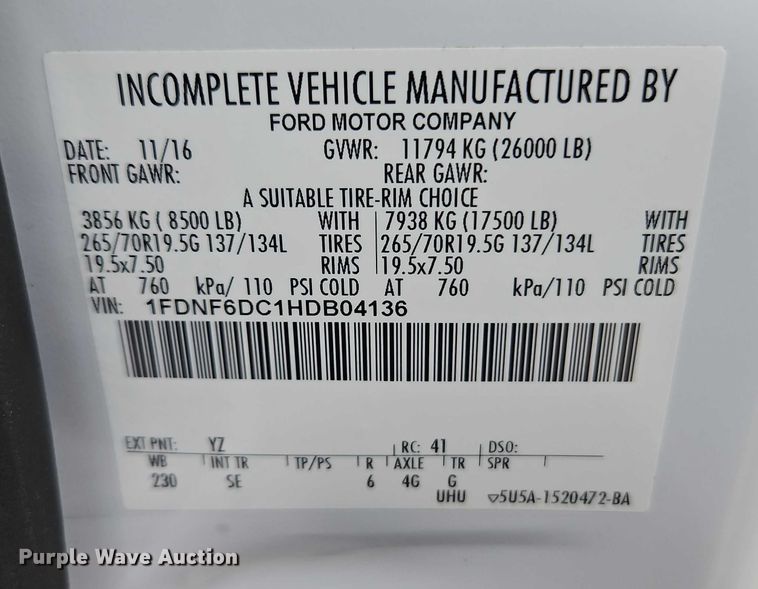 INCOMPLETE VEHICLE MANUFACTURED BY
FORD MOTOR COMPANY
DATE: 11/16 GVWR: 11794 KG (26000 LB)
FRONT GAWR: REAR GAWR:
A SUITABLE TIRE-RIM CHOICE
3856 KG ( 8500 LB) WITH 7938 KG (17500 LB) WITH
265/70R19.5G 137/134L TIRES 265/70R19.5G 137/134L TIRES
19.5x7.50 RIMS 19.5x7.50 RIMS
AT 760 kPa/ 110 PSI COLD AT 760 kPa/110 PSI COLD
VIN: 1FDNF6DC1HDB04136
EXT PNT: YZ RC: 41 DSO:
WB INT TR TP/PS R AXLE TR SPR
230 SE 6 4G G
UHU ▽5U5A-1520472-BA
Purple Wave Auction